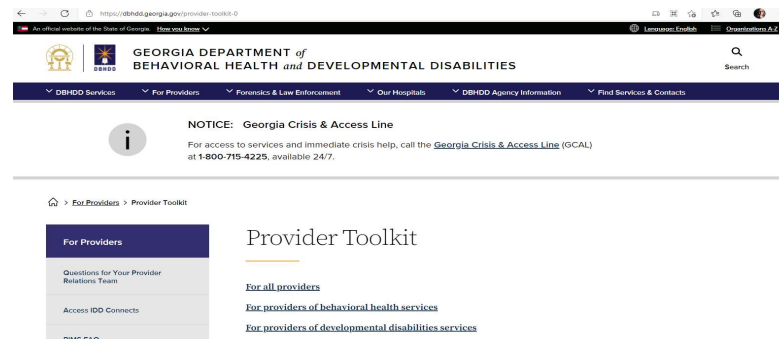 https://dbhdd.georgia.gov/provider-toolkit-0
An official website of the State of Georgia. How you know
Language: English Organizations A-Z
DBHDD
GEORGIA DEPARTMENT of
BEHAVIORAL HEALTH and DEVELOPMENTAL DISABILITIES
Search
DBHDD Services For Providers Forensics & Law Enforcement Our Hospitals DBHDD Agency Information Find Services & Contacts
NOTICE: Georgia Crisis & Access Line
For access to services and immediate crisis help, call the Georgia Crisis & Access Line (GCAL)
at 1-800-715-4225, available 24/7.
For Providers > Provider Toolkit
For Providers
Provider Toolkit
Questions for Your Provider
Relations Team
Access IDD Connects
For all providers
For providers of behavioral health services
For providers of developmental disabilities services